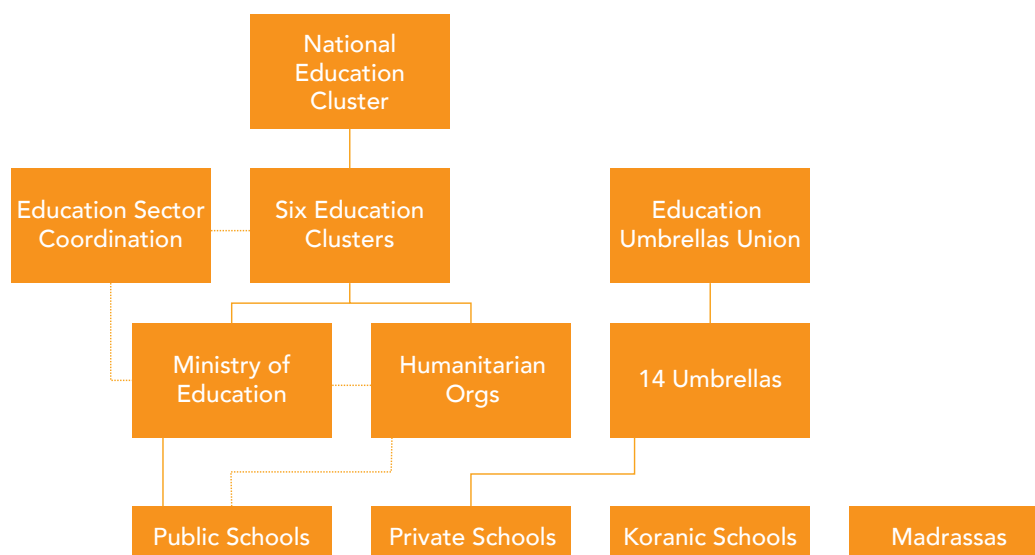 National
Education
Cluster
Education Sector
Coordination
Six Education
Clusters
Education
Umbrellas Union
Ministry of
Education
Humanitarian
Orgs
14 Umbrellas
Public Schools
Private Schools
Koranic Schools
Madrassas